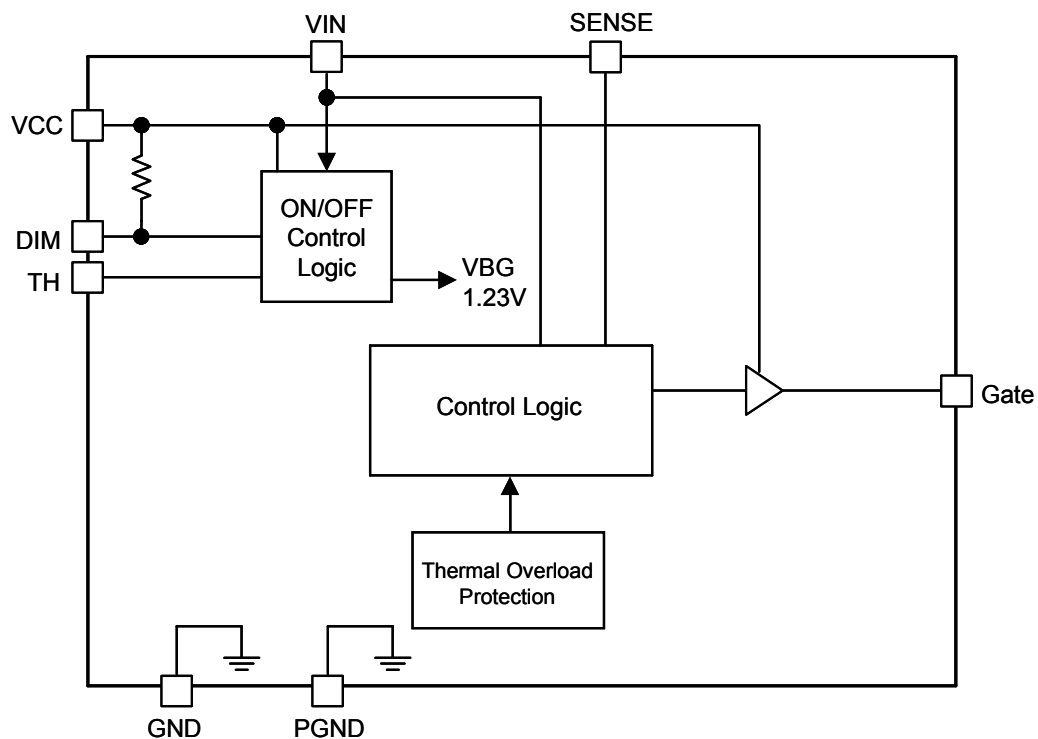 VIN
SENSE
VCC
DIM
TH
ON/OFF
Control
Logic
VBG
1.23V
Control Logic
Gate
Thermal Overload
Protection
GND
PGND